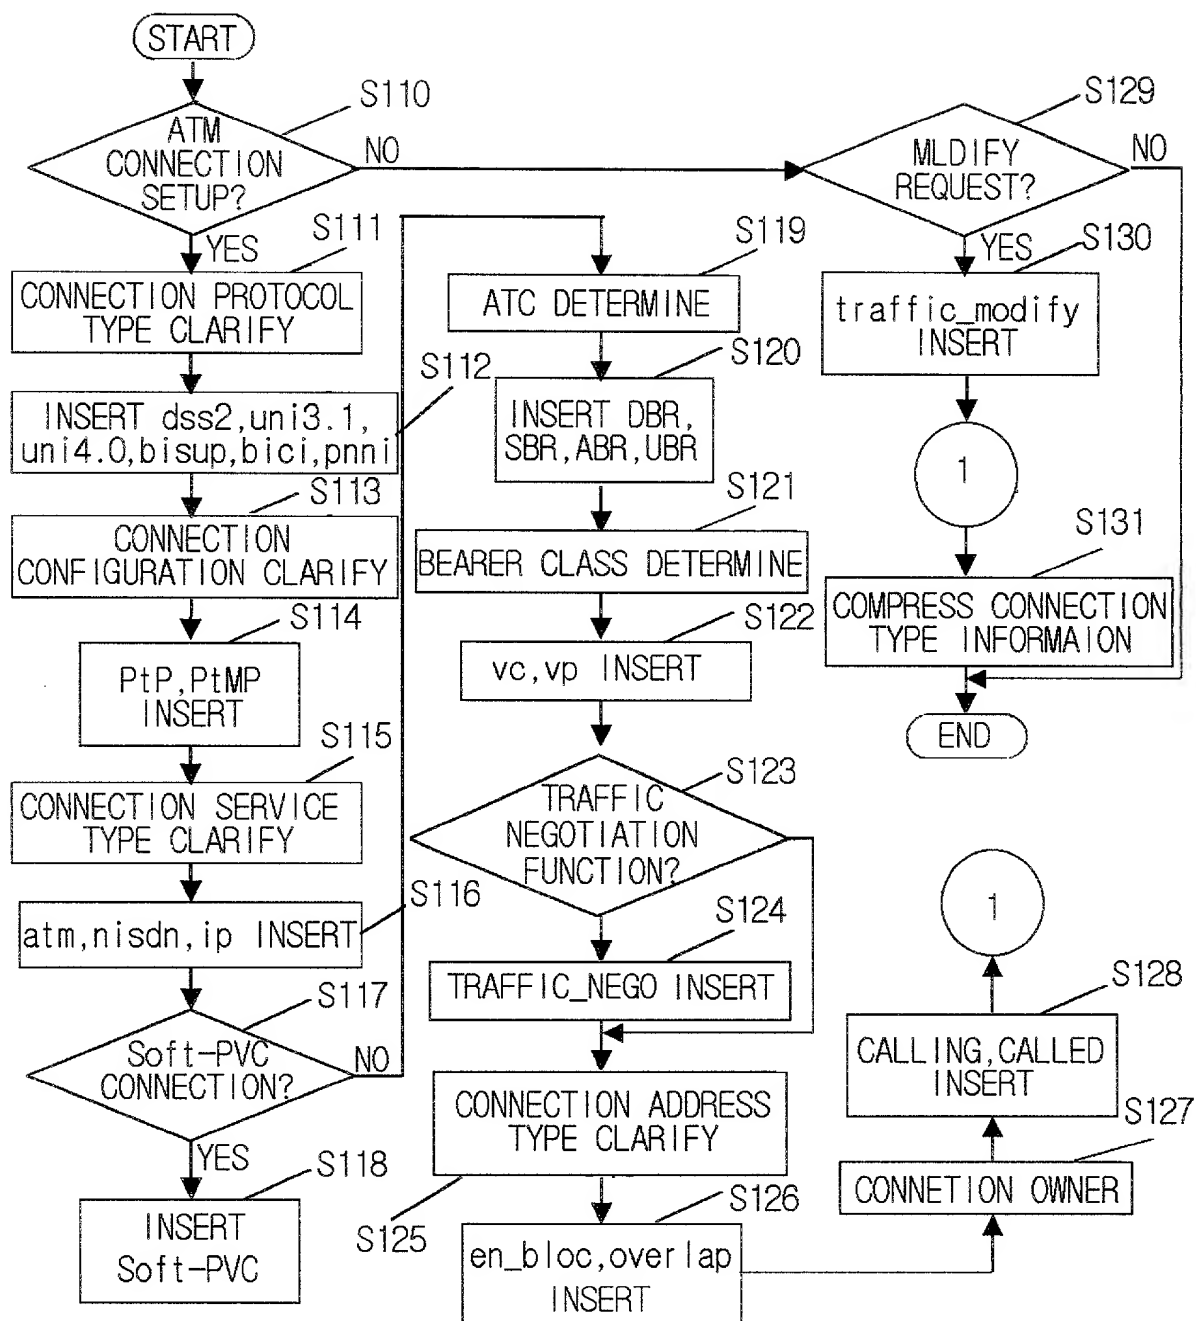 START
S110
ATM
CONNECTION
SETUP?
NO
YES
S111
CONNECTION PROTOCOL
TYPE CLARIFY
S112
INSERT dss2,uni3.1,
uni4.0,bisup,bici,pnni
S113
CONNECTION
CONFIGURATION CLARIFY
S114
PtP,PtMP
INSERT
S115
CONNECTION SERVICE
TYPE CLARIFY
S116
atm,nisdn,ip INSERT
S117
Soft-PVC
CONNECTION?
NO
YES
S118
INSERT
Soft-PVC
S119
ATC DETERMINE
S120
INSERT DBR,
SBR,ABR,UBR
S121
BEARER CLASS DETERMINE
S122
vc,vp INSERT
S123
TRAFFIC
NEGOTIATION
FUNCTION?
S124
TRAFFIC_NEGO INSERT
CONNECTION ADDRESS
TYPE CLARIFY
S125
S126
en_bloc,overlap
INSERT
S127
CONNETION OWNER
S128
CALLING,CALLED
INSERT
1
S129
MLDIFY
REQUEST?
NO
YES
S130
traffic_modify
INSERT
1
S131
COMPRESS CONNECTION
TYPE INFORMAION
END